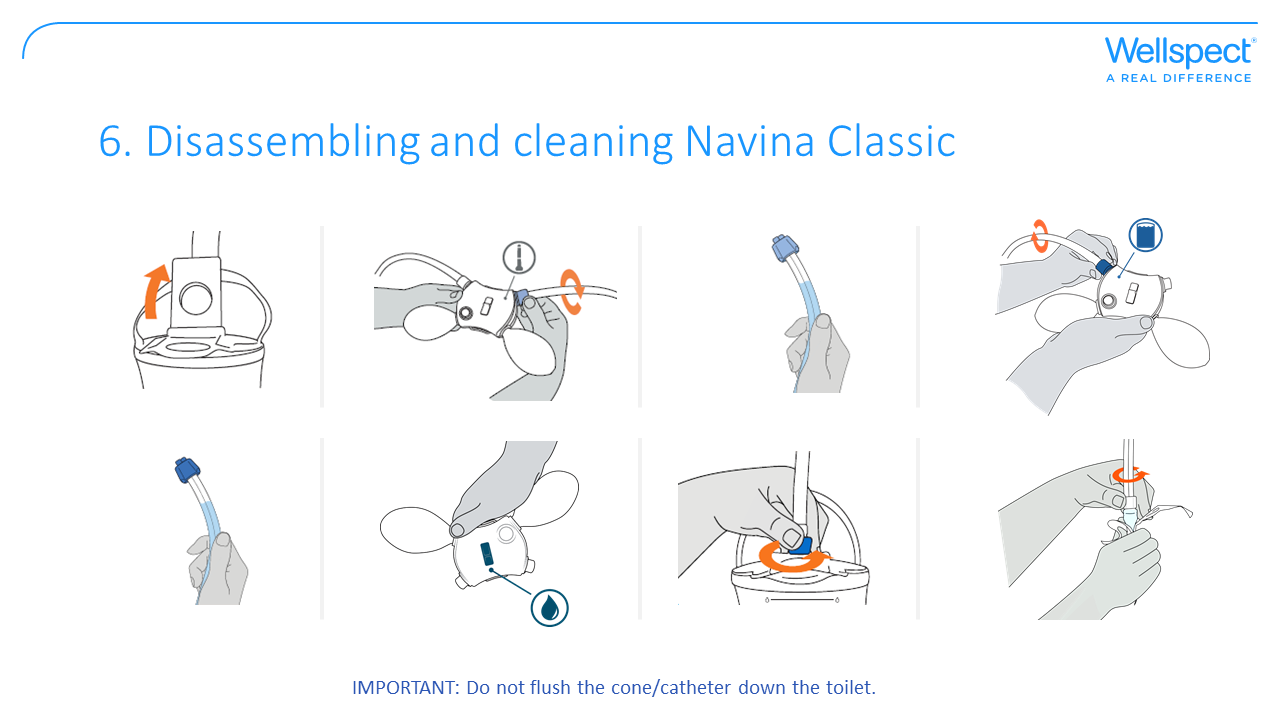 Wellspect®
A REAL DIFFERENCE
6. Disassembling and cleaning Navina Classic
IMPORTANT: Do not flush the cone/catheter down the toilet.